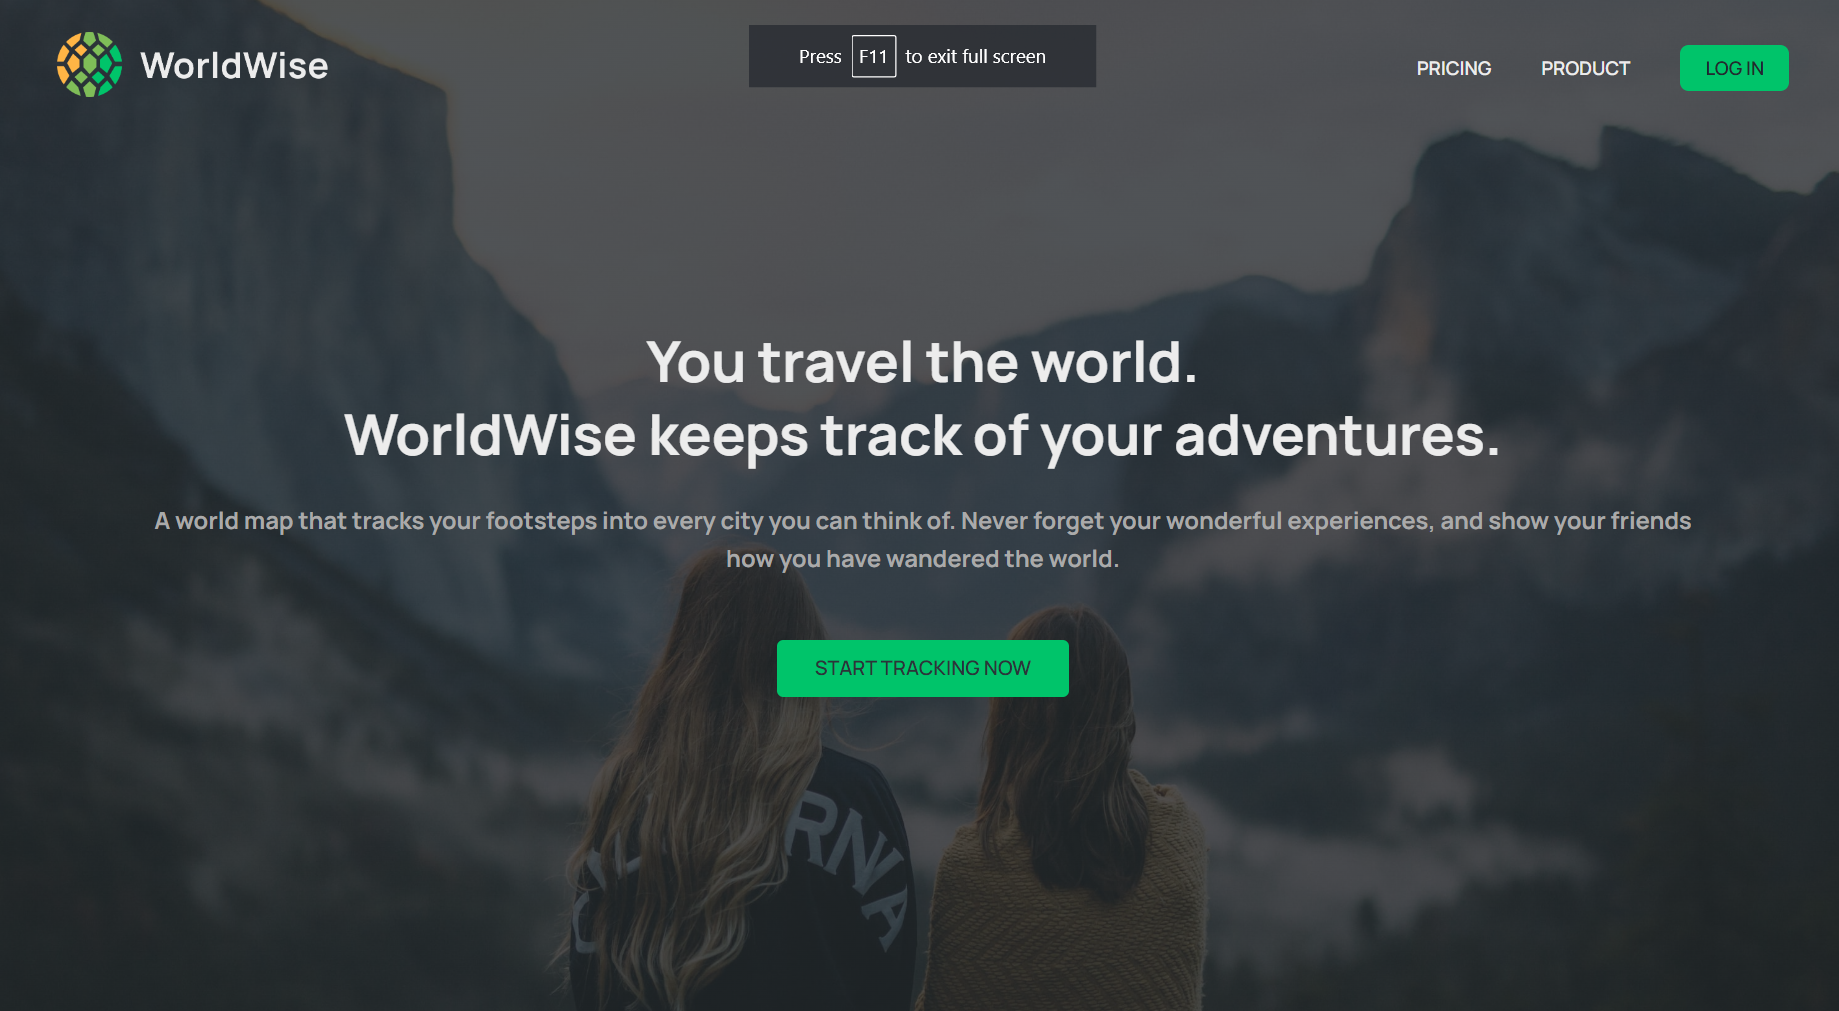 WorldWise
Press F11 to exit full screen
PRICING
PRODUCT
LOG IN
You travel the world.
WorldWise keeps track of your adventures.
A world map that tracks your footsteps into every city you can think of. Never forget your wonderful experiences, and show your friends
how you have wandered the world.
START TRACKING NOW